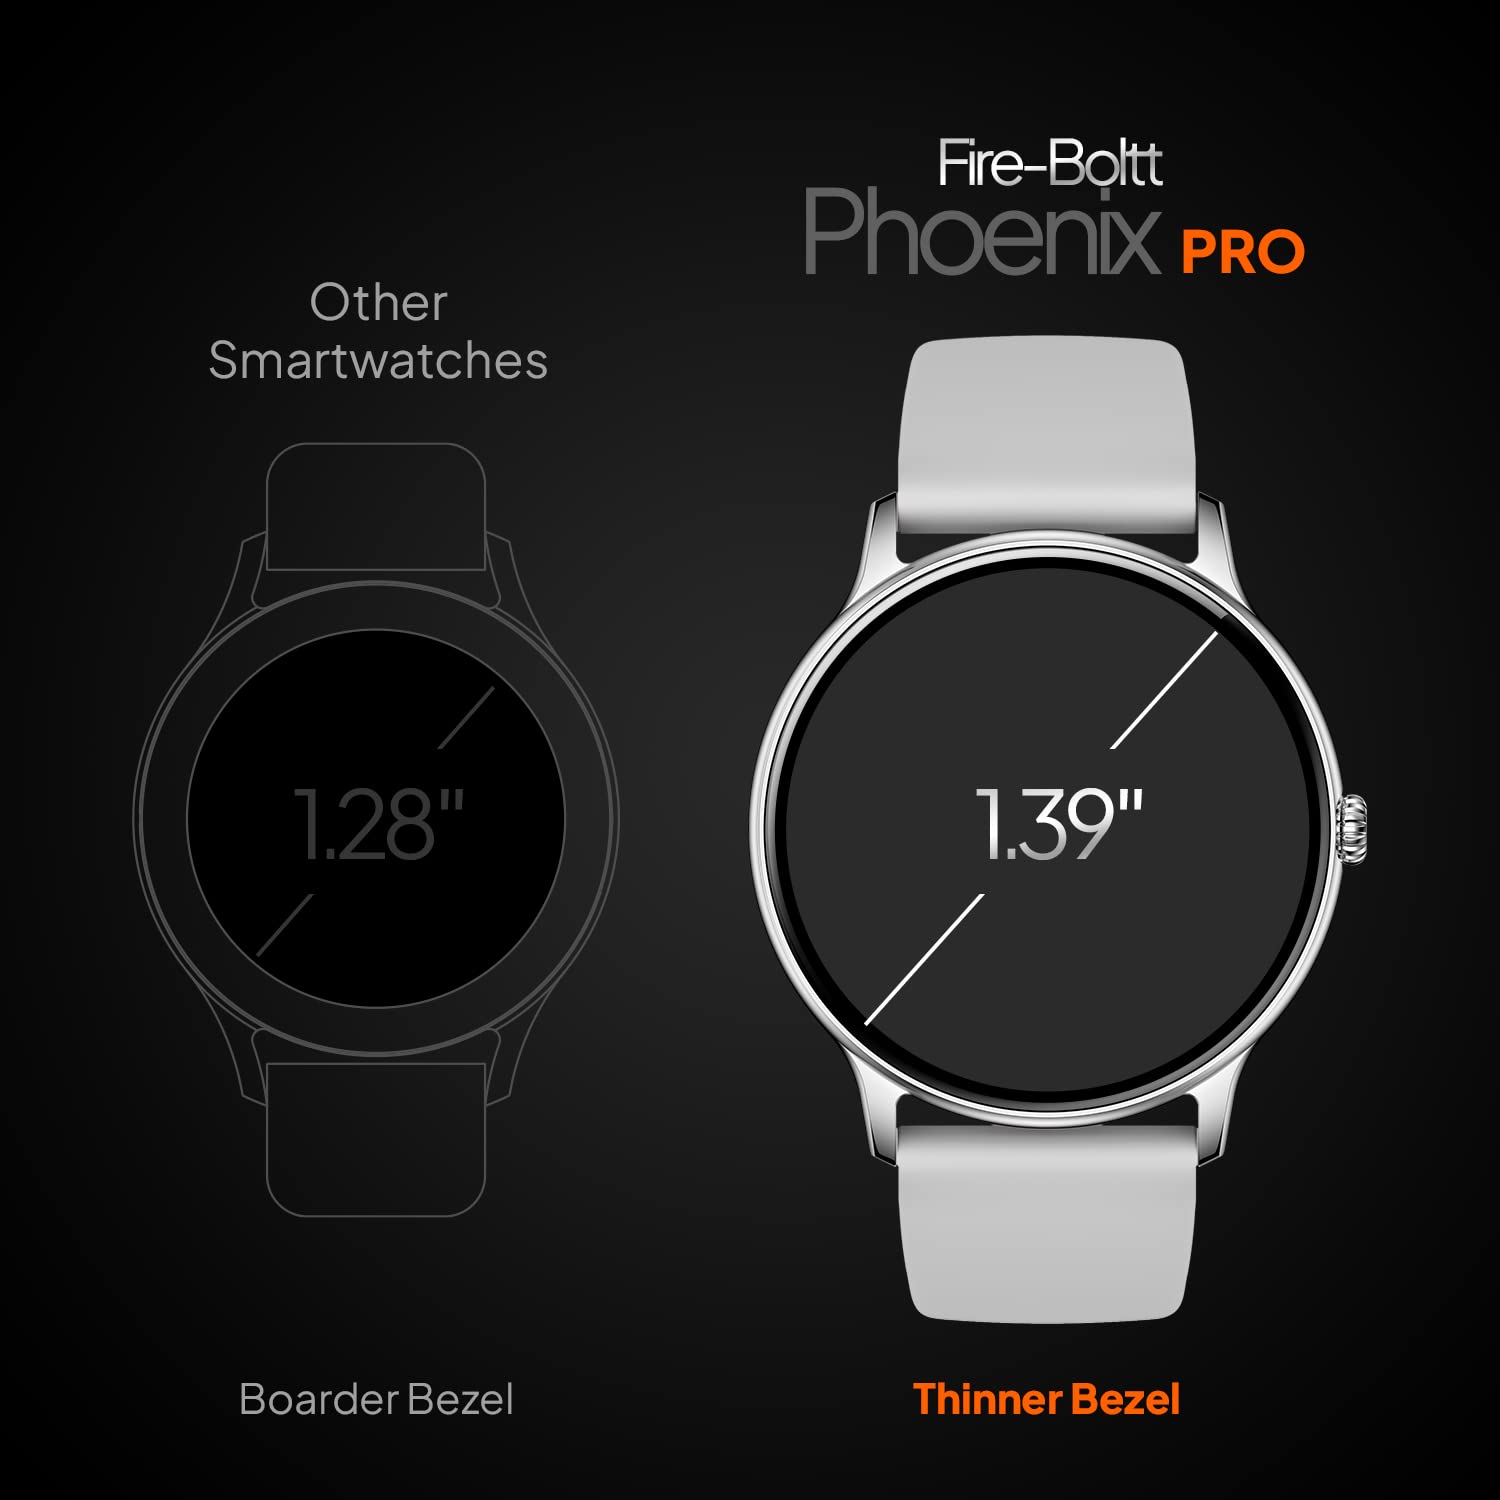 Other
Smartwatches
1.28"
Boarder Bezel
Fire-Boltt
Phoenix PRO
1.39"
Thinner Bezel